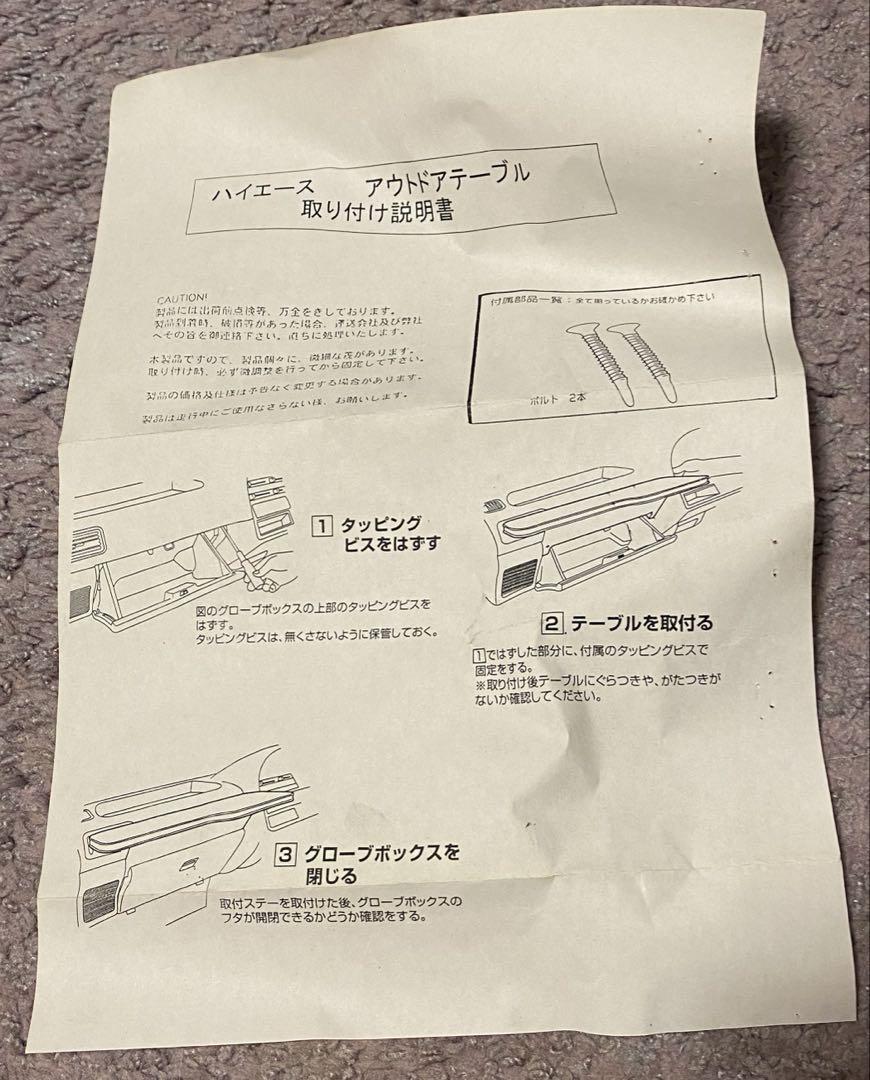 ハイエース　アウトドアテーブル
取り付け説明書
CAUTION!
製品には出荷前点検等、万全をきしております。
製品到着時、破損等があった場合、運送会社及び弊社
へその旨を御連絡下さい。直ちに処理いたします。
木製品ですので、製品個々に、微細な差があります。
取り付け時、必ず微調整を行ってから固定して下さい。
製品の価格及仕様は予告なく変更する場合があります。
製品は走行中にご使用なさらない様、お願いします。
付属部品一覧：全て揃っているかお確かめ下さい
ボルト　2本
1 タッピング
ビスをはずす
図のグローブボックスの上部のタッピングビスを
はずす。
タッピングビスは、無くさないように保管しておく。
2 テーブルを取付る
1ではずした部分に、付属のタッピングビスで
固定をする。
※取り付け後テーブルにぐらつきや、がたつきが
ないか確認してください。
3 グローブボックスを
閉じる
取付ステーを取付けた後、グローブボックスの
フタが開閉できるかどうか確認をする。